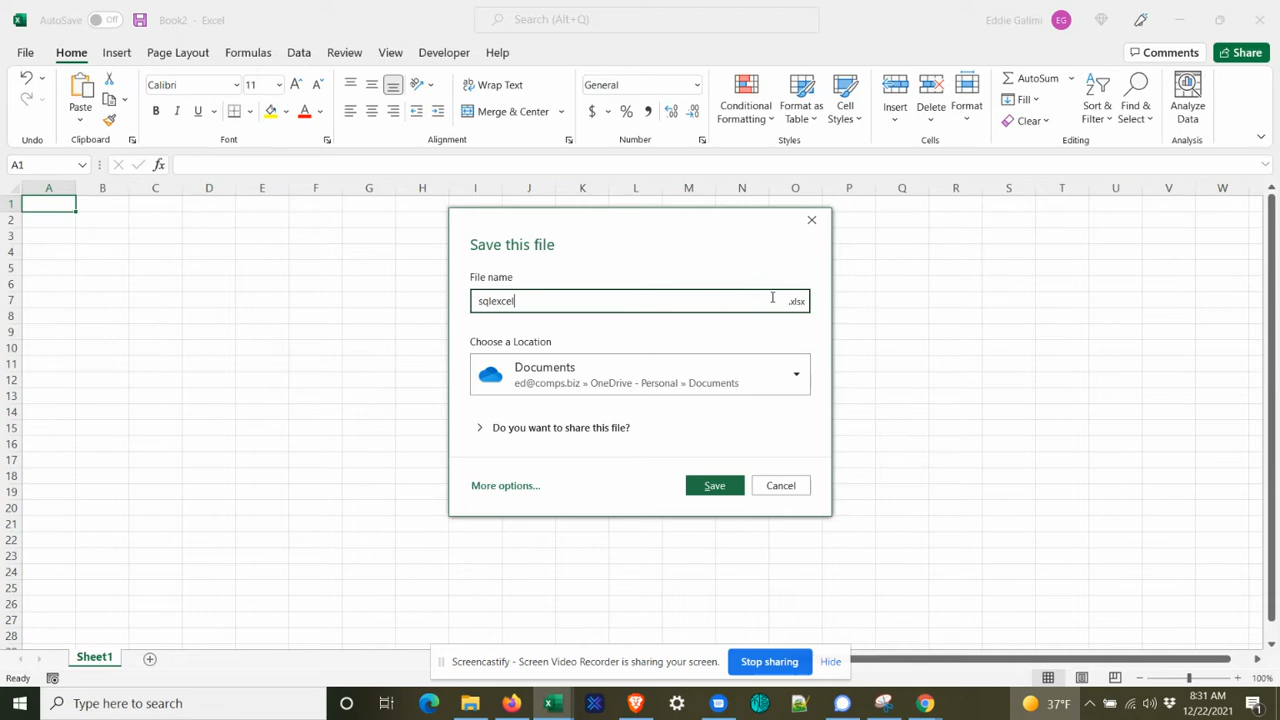 AutoSave Off Book2 - Excel Search (Alt+Q) Eddie Galimi EG
File Home Insert Page Layout Formulas Data Review View Developer Help Comments Share
Calibri 11 Wrap Text General AutoSum
Paste B I U Merge & Center $ % Conditional Formatting Format as Table Cell Styles Insert Delete Format Fill Clear Sort & Filter Find & Select Analyze Data
Undo Clipboard Font Alignment Number Styles Cells Editing Analysis
A1 fx
A B C D E F G H I J K L M N O P Q R S T U V W
1
2
3
4
5
6
7
8
9
10
11
12
13
14
15
16
17
18
19
20
21
22
23
24
25
26
27
28
Save this file
File name
sqlexcel .xlsx
Choose a Location
Documents
ed@comps.biz » OneDrive - Personal » Documents
Do you want to share this file?
More options... Save Cancel
Sheet1
Screencastify - Screen Video Recorder is sharing your screen. Stop sharing Hide
Ready 100%
Type here to search 37°F 8:31 AM
12/22/2021 1